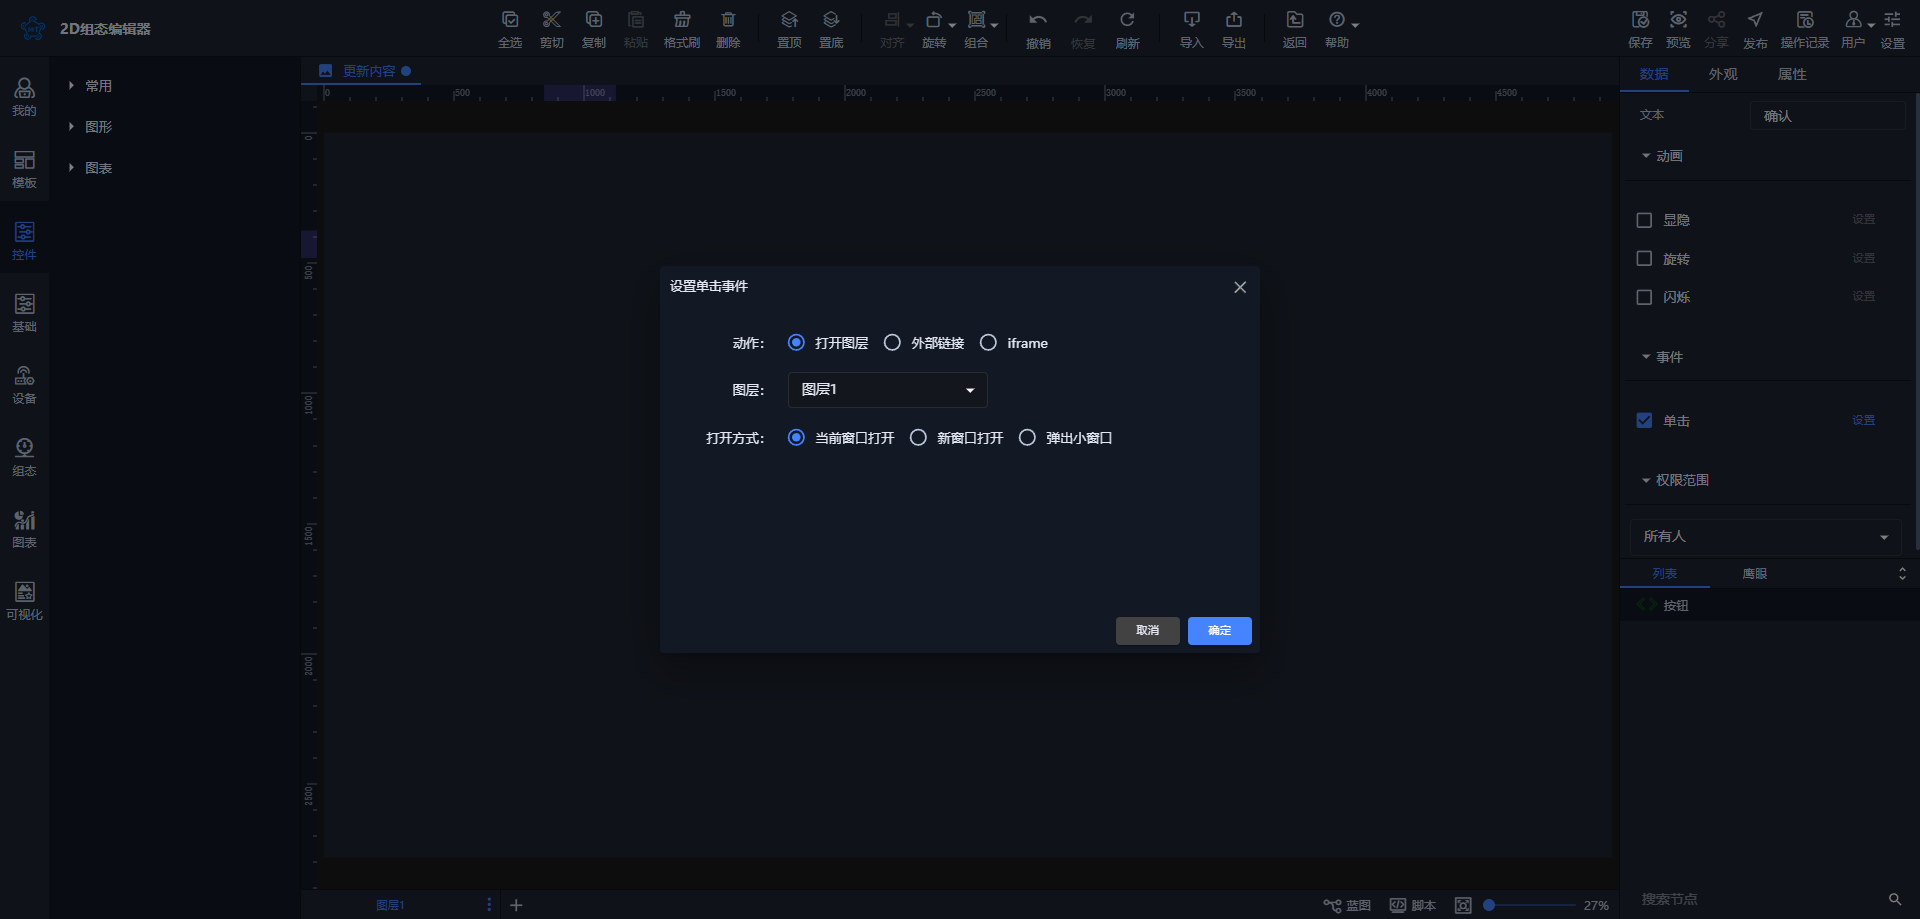 2D组态编辑器
全选 剪切 复制 粘贴 格式刷 删除 置顶 置底 对齐 旋转 组合 撤销 恢复 刷新 导入 导出 返回 帮助 保存 预览 分享 发布 操作记录 用户 设置
我的
模板
控件
基础
设备
组态
图表
可视化
常用
图形
图表
更新内容
0 500 1000 1500 2000 2500 3000 3500 4000 4500
0
500
1000
1500
2000
2500
设置单击事件
动作: 打开图层 外部链接 iframe
图层: 图层1
打开方式: 当前窗口打开 新窗口打开 弹出小窗口
取消 确定
数据 外观 属性
文本 确认
动画
显隐 设置
旋转 设置
闪烁 设置
事件
单击 设置
权限范围
所有人
列表 鹰眼
按钮
搜索节点
图层1
蓝图 脚本 27%